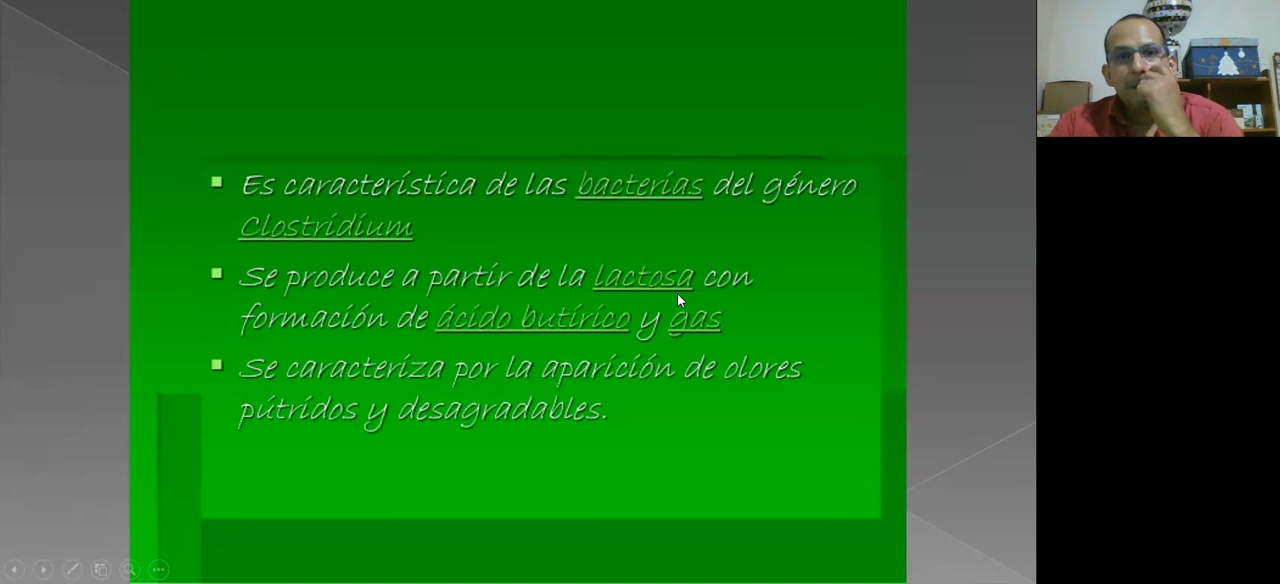 Es característica de las bacterias del género
Clostridium
Se produce a partir de la lactosa con
formación de ácido butírico y gas
Se caracteriza por la aparición de olores
pútridos y desagradables.